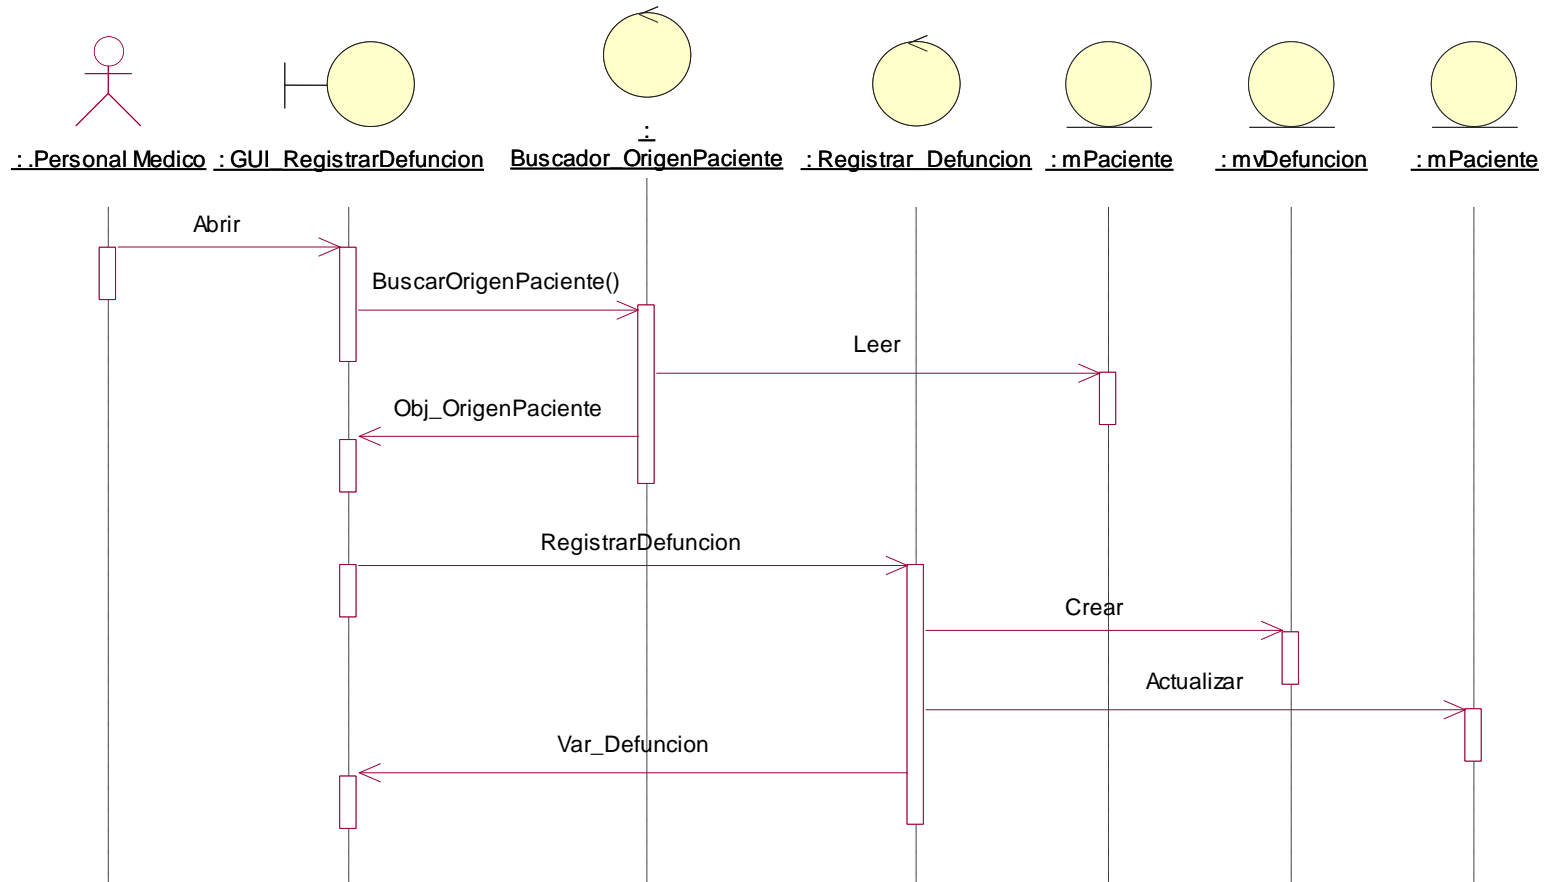 :
: .Personal Medico : GUI_RegistrarDefuncion Buscador_OrigenPaciente : Registrar_Defuncion : mPaciente : mvDefuncion : mPaciente
Abrir
BuscarOrigenPaciente()
Leer
Obj_OrigenPaciente
RegistrarDefuncion
Crear
Actualizar
Var_Defuncion